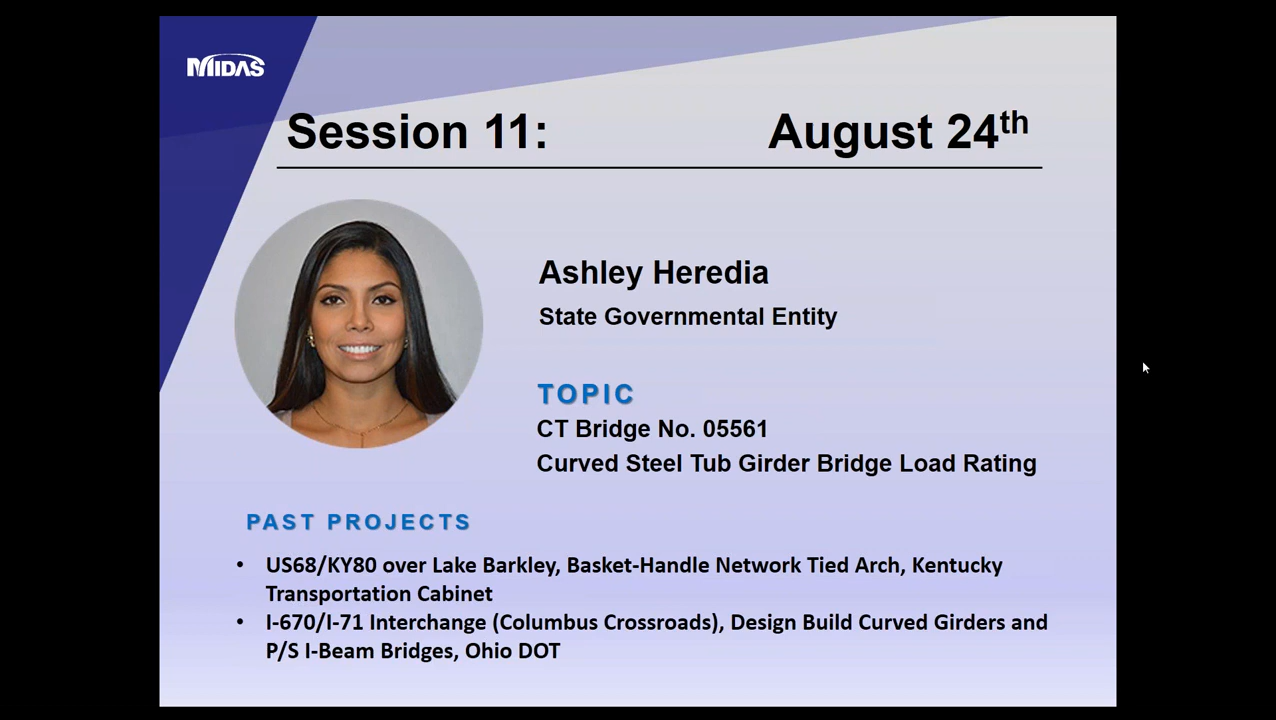 MIDAS
Session 11: August 24th
Ashley Heredia
State Governmental Entity
TOPIC
CT Bridge No. 05561
Curved Steel Tub Girder Bridge Load Rating
PAST PROJECTS
• US68/KY80 over Lake Barkley, Basket-Handle Network Tied Arch, Kentucky
Transportation Cabinet
• I-670/I-71 Interchange (Columbus Crossroads), Design Build Curved Girders and
P/S I-Beam Bridges, Ohio DOT